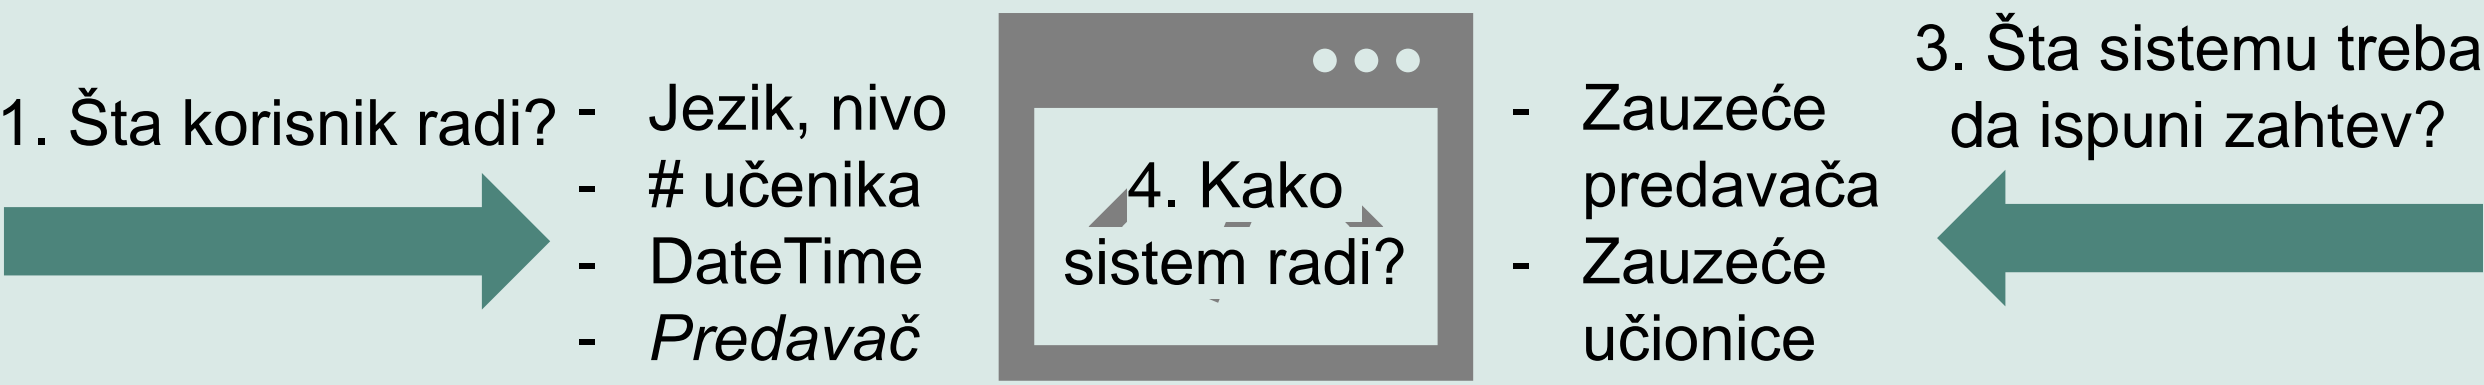 1. Šta korisnik radi?
- Jezik, nivo
- # učenika
- DateTime
- Predavač
4. Kako
sistem radi?
- Zauzeće
predavača
- Zauzeće
učionice
3. Šta sistemu treba
da ispuni zahtev?